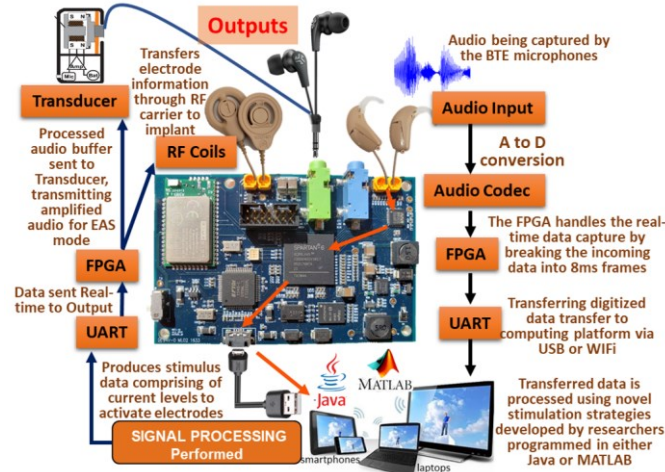 Outputs
S N S N
Amp
Mic
Bat
Transducer
Processed
audio buffer
sent to
Transducer,
transmitting
amplified
audio for EAS
mode
Transfers
electrode
information
through RF
carrier to
implant
RF Coils
FPGA
Data sent Real-
time to Output
UART
Produces stimulus
data comprising of
current levels to
activate electrodes
SIGNAL PROCESSING
Performed
Audio being captured by
the BTE microphones
Audio Input
A to D
conversion
Audio Codec
The FPGA handles the real-
time data capture by
breaking the incoming
data into 8ms frames
FPGA
UART
Transferring digitized
data transfer to
computing platform via
USB or WiFi
Transferred data is
processed using novel
stimulation strategies
developed by researchers
programmed in either
Java or MATLAB
SPARTAN-6
Java
MATLAB
smartphones
laptops